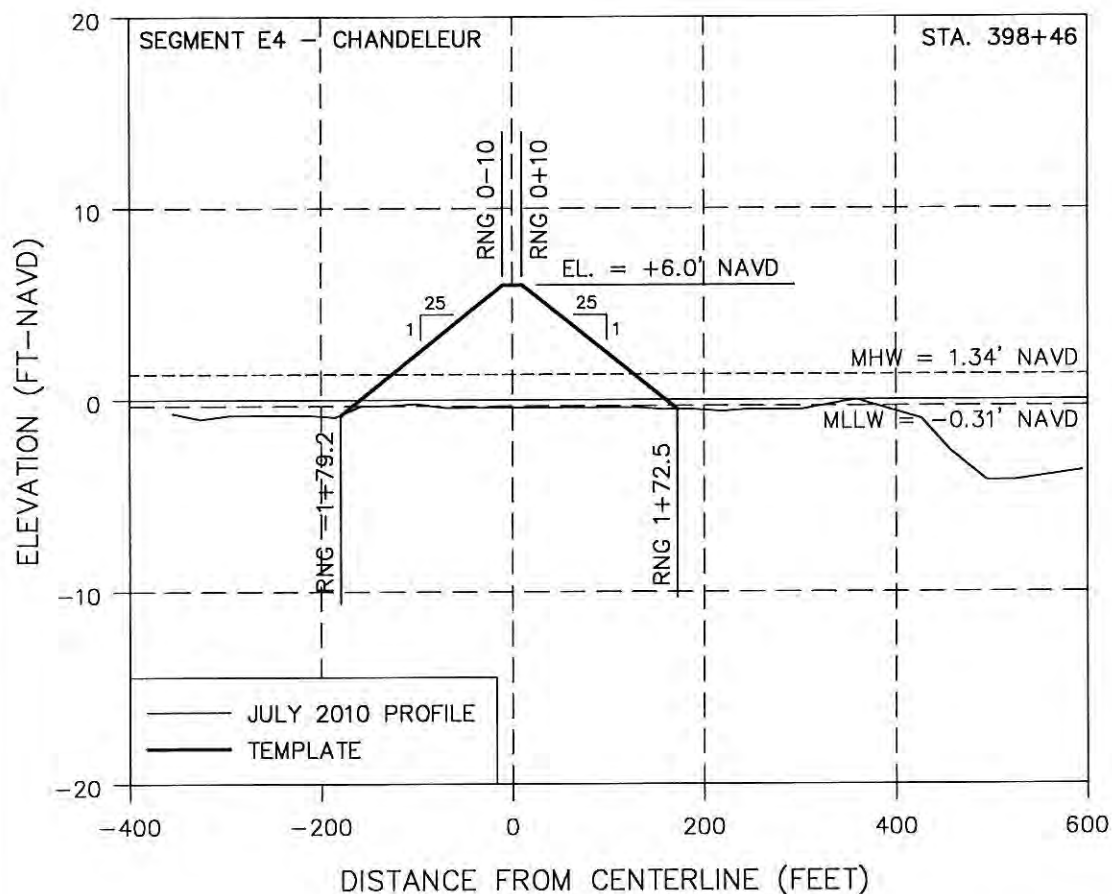 SEGMENT E4 – CHANDELEUR
STA. 398+46
20
10
0
-10
-20
ELEVATION (FT-NAVD)
RNG 0-10
RNG 0+10
EL. = +6.0' NAVD
25
1
25
1
MHW = 1.34' NAVD
MLLW = -0.31' NAVD
RNG -1+79.2
RNG 1+72.5
JULY 2010 PROFILE
TEMPLATE
-400
-200
0
200
400
600
DISTANCE FROM CENTERLINE (FEET)